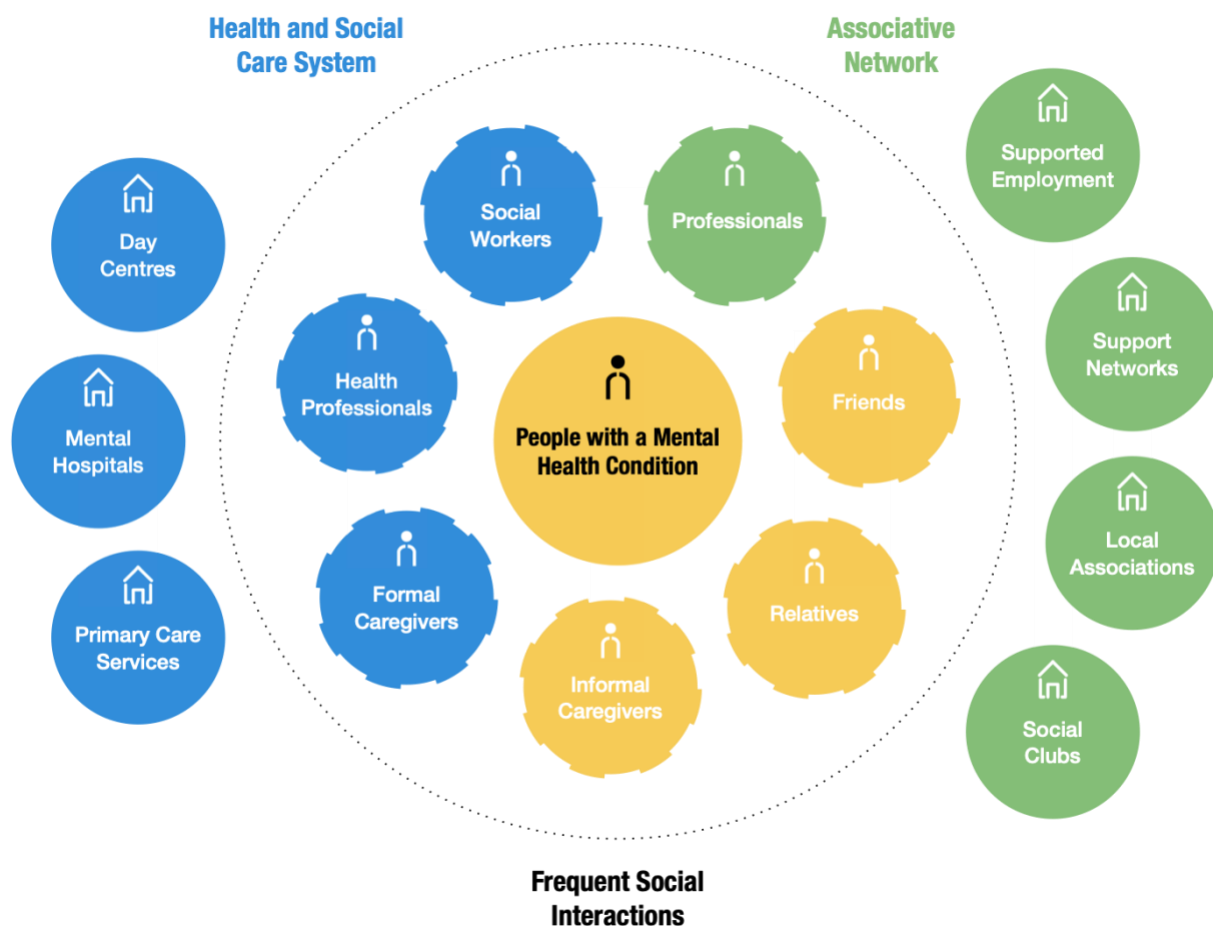 Health and Social
Care System
Associative
Network
Day
Centres
Mental
Hospitals
Primary Care
Services
Social
Workers
Professionals
Health
Professionals
People with a Mental
Health Condition
Friends
Formal
Caregivers
Informal
Caregivers
Relatives
Supported
Employment
Support
Networks
Local
Associations
Social
Clubs
Frequent Social
Interactions